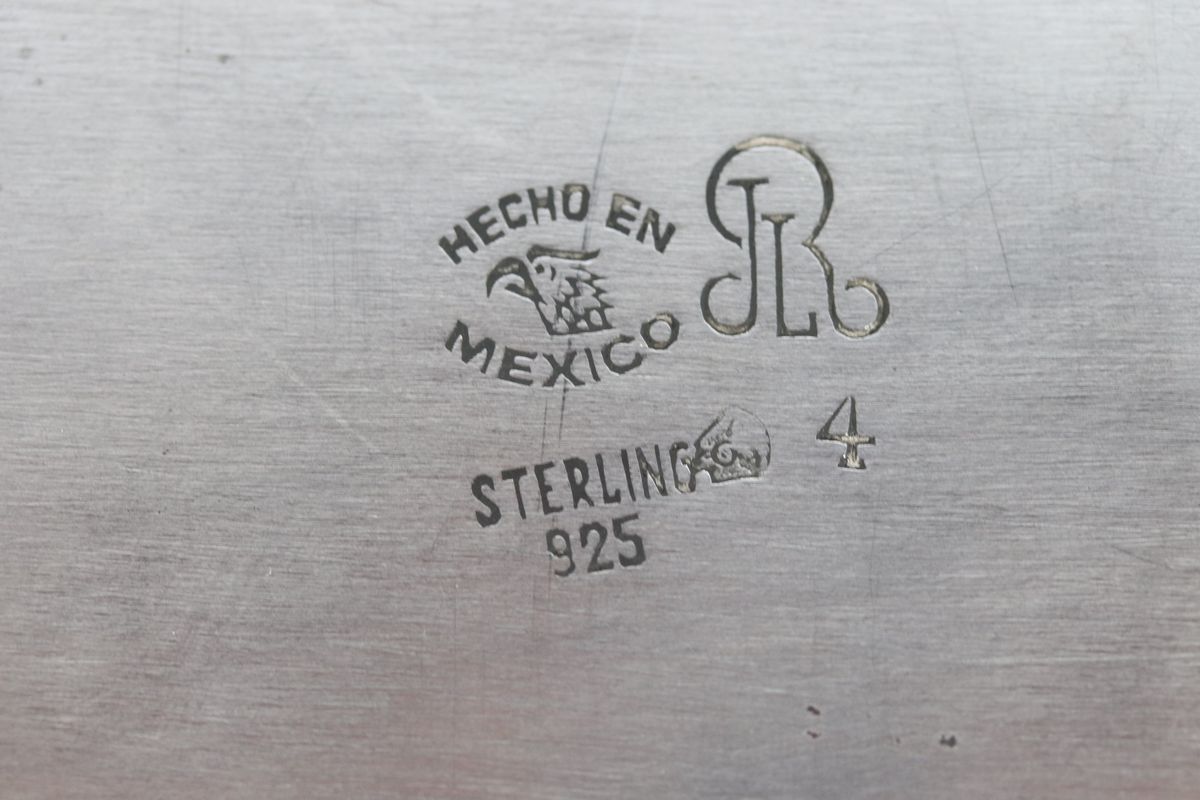 HECHO EN
MEXICO
JLR
4
STERLING
925